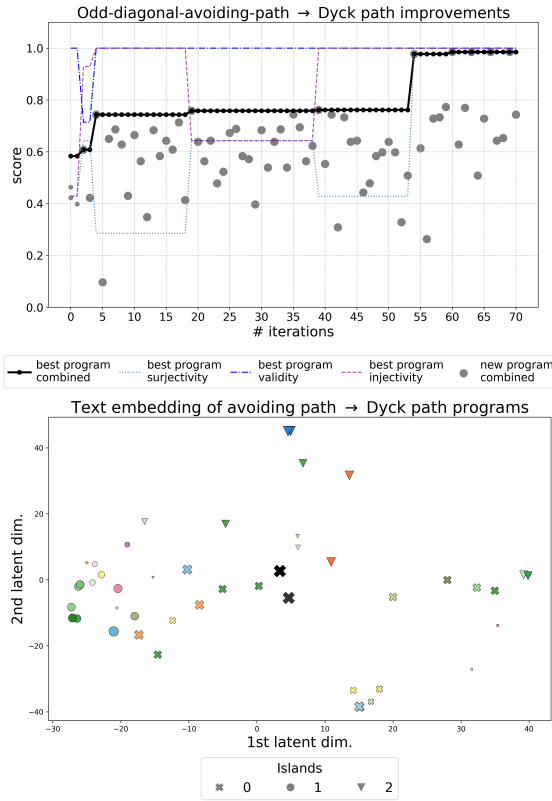 Odd-diagonal-avoiding-path → Dyck path improvements
1.0
0.8
0.6
0.4
0.2
0.0
score
0 5 10 15 20 25 30 35 40 45 50 55 60 65 70
# iterations
best program combined
best program surjectivity
best program validity
best program injectivity
new program combined
Text embedding of avoiding path → Dyck path programs
40
20
0
−20
−40
2nd latent dim.
−30 −20 −10 0 10 20 30 40
1st latent dim.
Islands
0 1 2